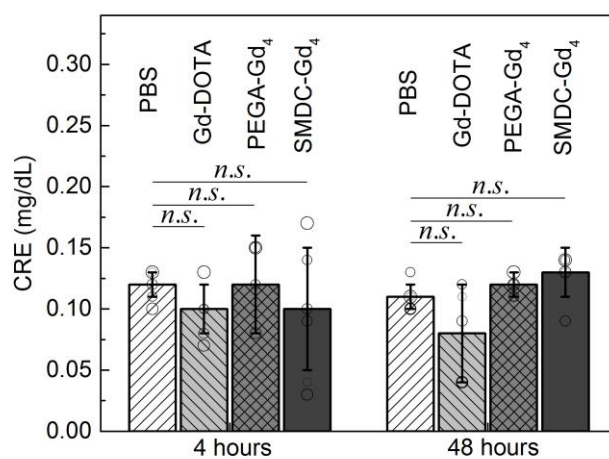 CRE (mg/dL)
0.30
0.25
0.20
0.15
0.10
0.05
0.00
PBS
Gd-DOTA
PEGA-Gd4
SMDC-Gd4
PBS
Gd-DOTA
PEGA-Gd4
SMDC-Gd4
n.s.
n.s.
n.s.
n.s.
n.s.
n.s.
4 hours
48 hours